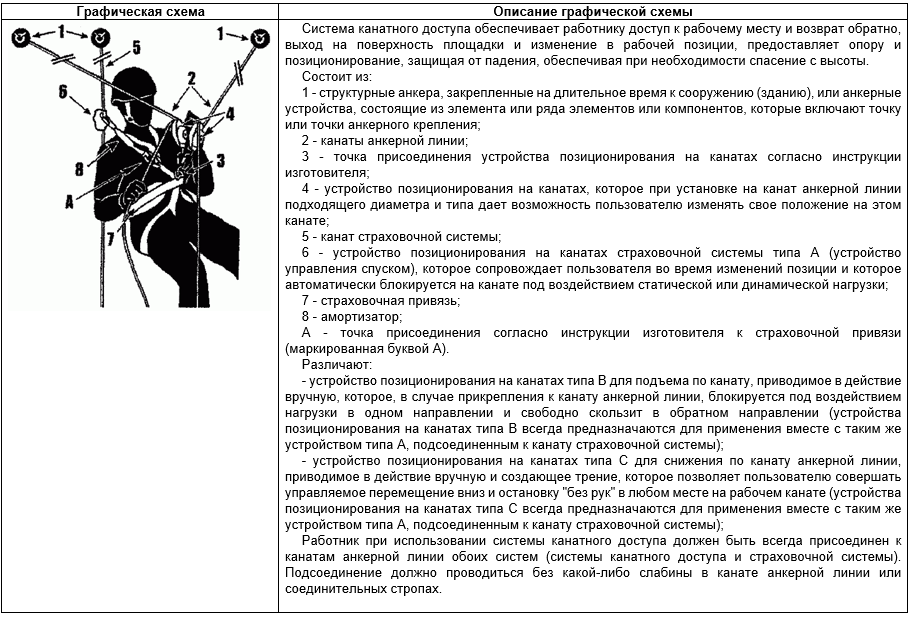 Графическая схема
Описание графической схемы
1
1
5
2
6
4
8
3
А
7
Система канатного доступа обеспечивает работнику доступ к рабочему месту и возврат обратно,
выход на поверхность площадки и изменение в рабочей позиции, предоставляет опору и
позиционирование, защищая от падения, обеспечивая при необходимости спасение с высоты.
Состоит из:
1 - структурные анкера, закрепленные на длительное время к сооружению (зданию), или анкерные
устройства, состоящие из элемента или ряда элементов или компонентов, которые включают точку
или точки анкерного крепления;
2 - канаты анкерной линии;
3 - точка присоединения устройства позиционирования на канатах согласно инструкции
изготовителя;
4 - устройство позиционирования на канатах, которое при установке на канат анкерной линии
подходящего диаметра и типа дает возможность пользователю изменять свое положение на этом
канате;
5 - канат страховочной системы;
6 - устройство позиционирования на канатах страховочной системы типа А (устройство
управления спуском), которое сопровождает пользователя во время изменений позиции и которое
автоматически блокируется на канате под воздействием статической или динамической нагрузки;
7 - страховочная привязь;
8 - амортизатор;
А - точка присоединения согласно инструкции изготовителя к страховочной привязи
(маркированная буквой А).
Различают:
- устройство позиционирования на канатах типа В для подъема по канату, приводимое в действие
вручную, которое, в случае прикрепления к канату анкерной линии, блокируется под воздействием
нагрузки в одном направлении и свободно скользит в обратном направлении (устройства
позиционирования на канатах типа В всегда предназначаются для применения вместе с таким же
устройством типа А, подсоединенным к канату страховочной системы);
- устройство позиционирования на канатах типа С для снижения по канату анкерной линии,
приводимое в действие вручную и создающее трение, которое позволяет пользователю совершать
управляемое перемещение вниз и остановку "без рук" в любом месте на рабочем канате (устройства
позиционирования на канатах типа С всегда предназначаются для применения вместе с таким же
устройством типа А, подсоединенным к канату страховочной системы);
Работник при использовании системы канатного доступа должен быть всегда присоединен к
канатам анкерной линии обоих систем (системы канатного доступа и страховочной системы).
Подсоединение должно проводиться без какой-либо слабины в канате анкерной линии или
соединительных стропах.